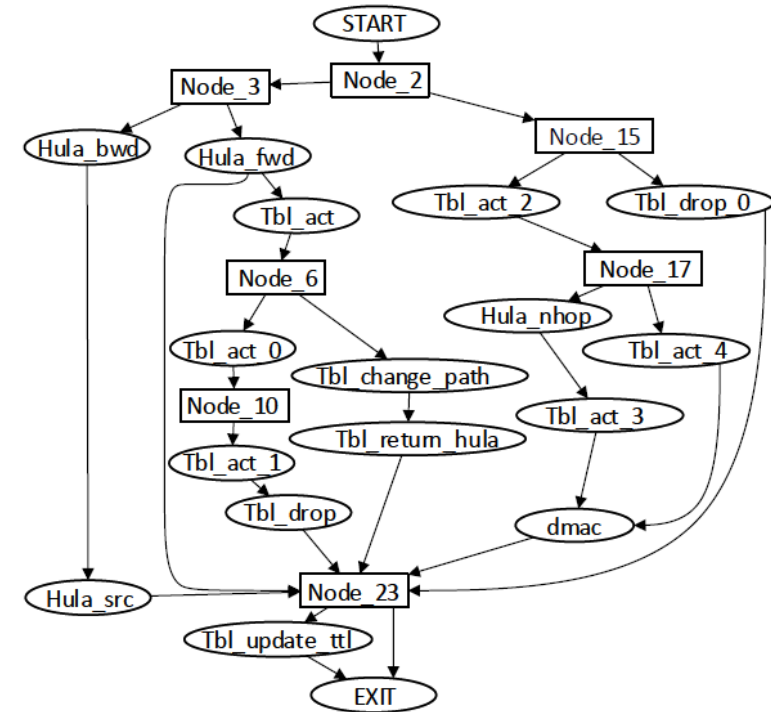 START
Node_3
Node_2
Node_15
Hula_bwd
Hula_fwd
Tbl_act
Tbl_act_2
Tbl_drop_0
Node_6
Node_17
Hula_nhop
Tbl_act_0
Tbl_change_path
Tbl_act_4
Node_10
Tbl_act_3
Tbl_return_hula
Tbl_act_1
Tbl_drop
dmac
Hula_src
Node_23
Tbl_update_ttl
EXIT